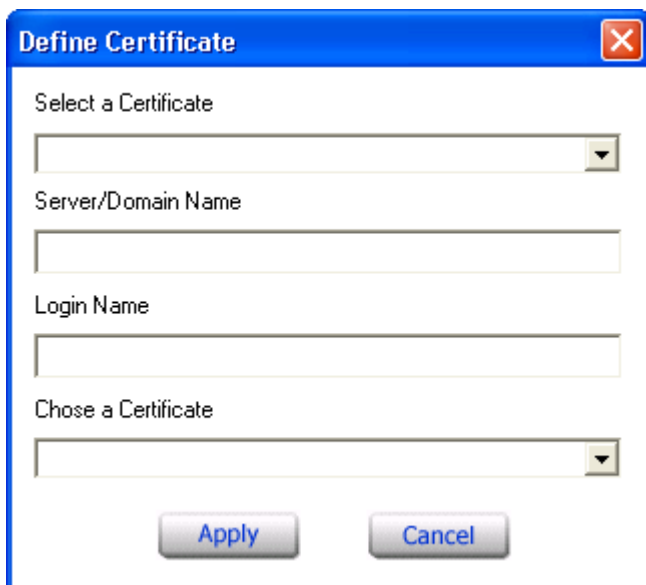 Define Certificate
Select a Certificate
Server/Domain Name
Login Name
Chose a Certificate
Apply Cancel